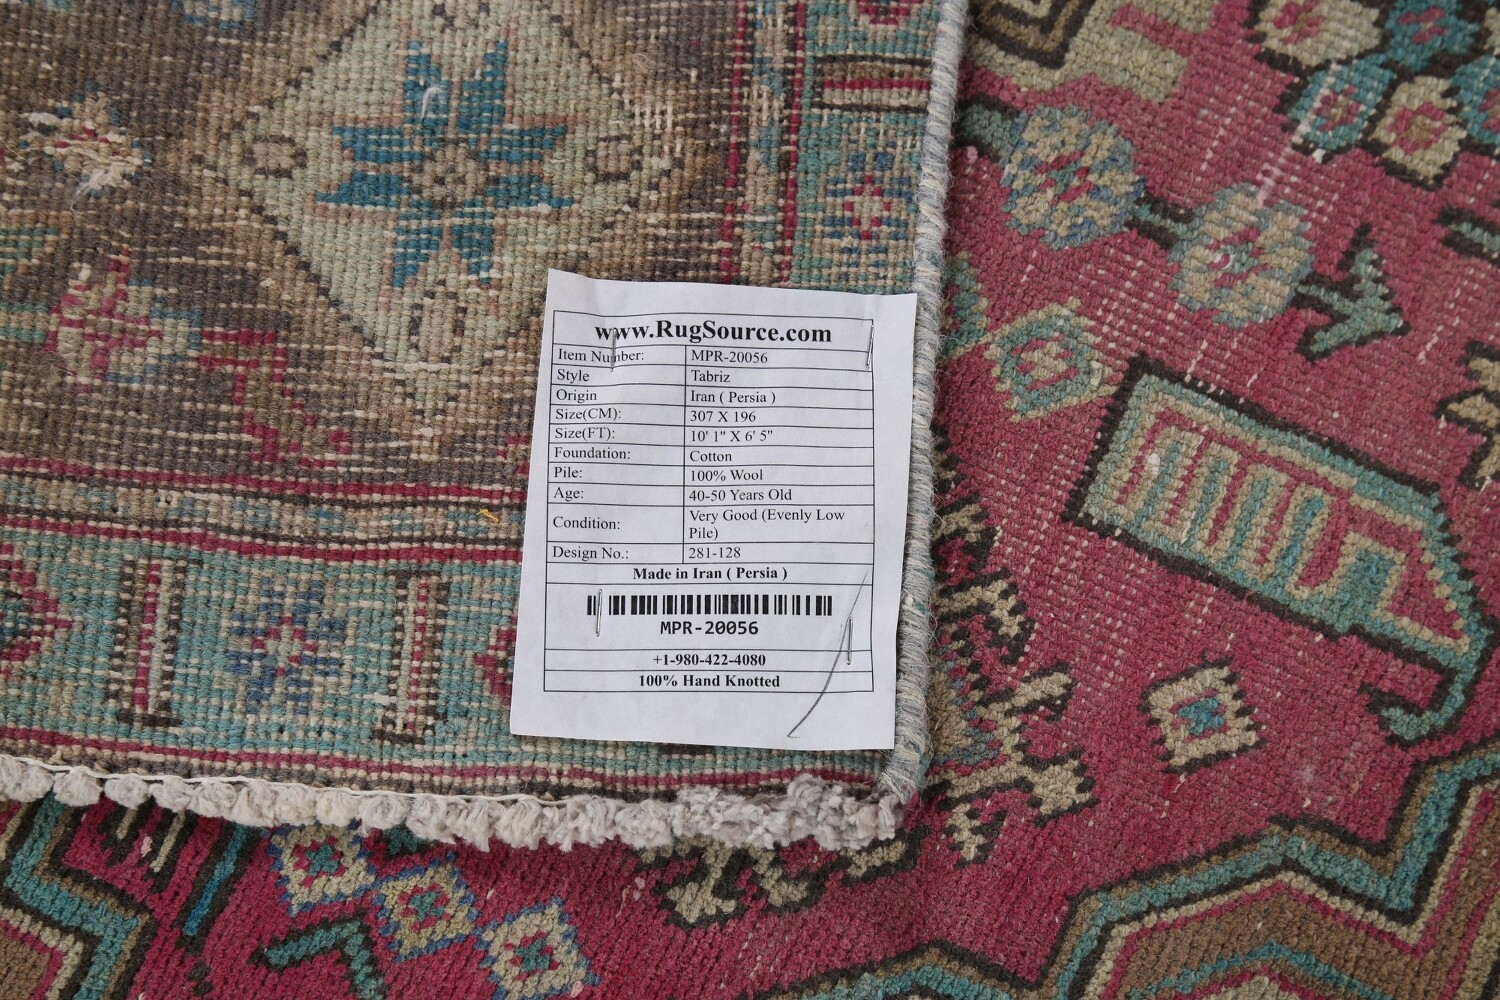 www.RugSource.com
Item Number: MPR-20056
Style Tabriz
Origin Iran ( Persia )
Size(CM): 307 X 196
Size(FT): 10' 1" X 6' 5"
Foundation: Cotton
Pile: 100% Wool
Age: 40-50 Years Old
Condition: Very Good (Evenly Low
Pile)
Design No.: 281-128
Made in Iran ( Persia )
MPR-20056
+1-980-422-4080
100% Hand Knotted